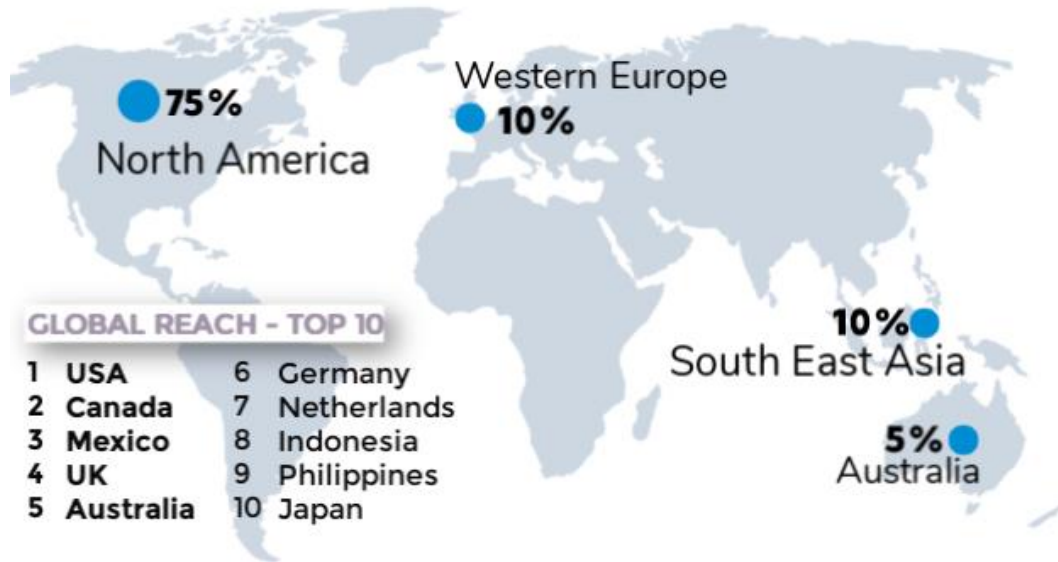 Western Europe
75%
10%
North America
GLOBAL REACH - TOP 10
10%
South East Asia
1 USA
2 Canada
3 Mexico
4 UK
5 Australia
6 Germany
7 Netherlands
8 Indonesia
9 Philippines
10 Japan
5%
Australia